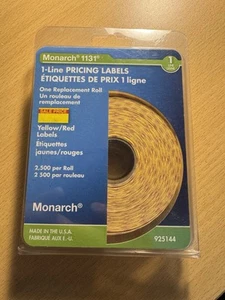 Monarch® 1131®
1
1-Line PRICING LABELS
ÉTIQUETTES DE PRIX 1 ligne
One Replacement Roll
Un rouleau de
remplacement
SALE PRICE
Yellow/Red
Labels
Étiquettes
jaunes/rouges
2,500 per Roll
2 500 par rouleau
Monarch®
MADE IN U.S.A.
FABRIQUÉ AUX É.-U.
925144